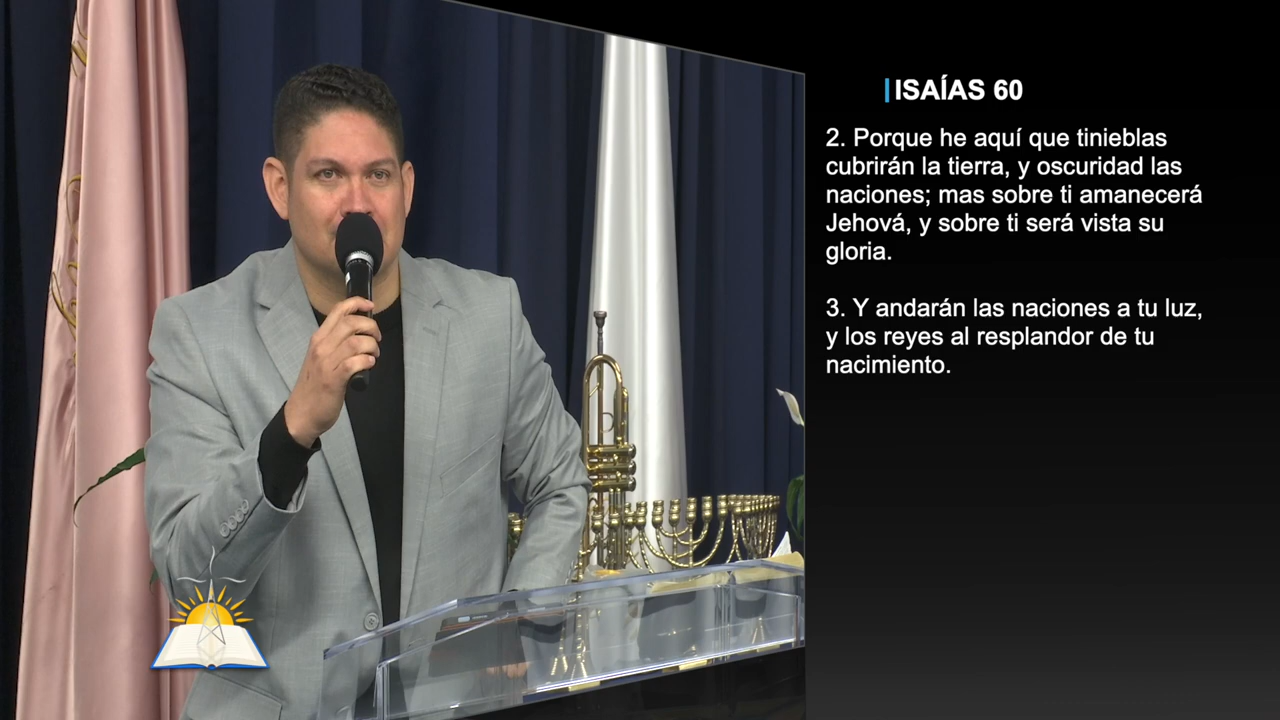 ISAÍAS 60
2. Porque he aquí que tinieblas
cubrirán la tierra, y oscuridad las
naciones; mas sobre ti amanecerá
Jehová, y sobre ti será vista su
gloria.
3. Y andarán las naciones a tu luz,
y los reyes al resplandor de tu
nacimiento.